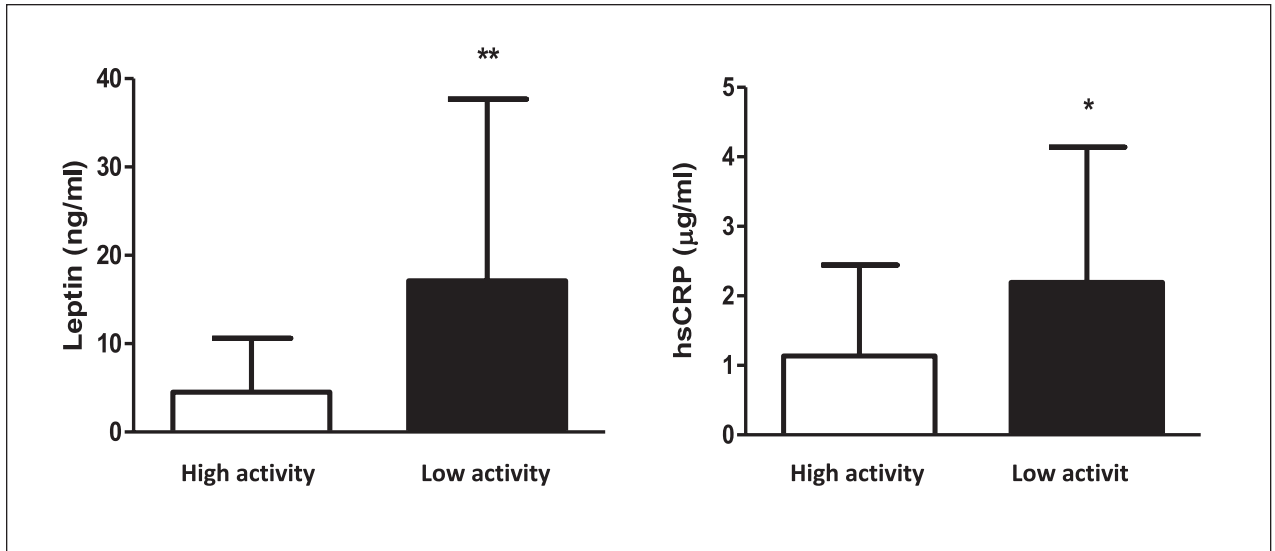 **
40
30
20
10
0
Leptin (ng/ml)
High activity
Low activity
*
5
4
3
2
1
0
hsCRP (μg/ml)
High activity
Low activit